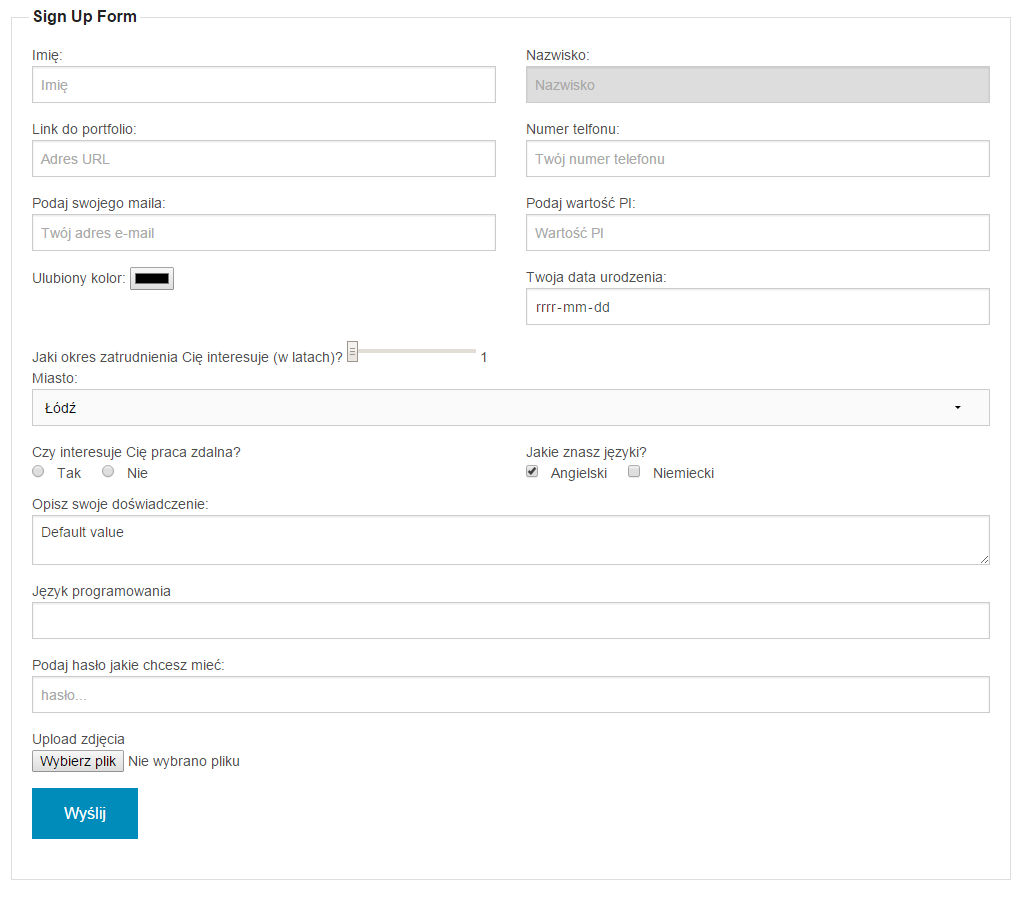 Sign Up Form
Imię: Nazwisko:
Imię Nazwisko
Link do portfolio: Numer telfonu:
Adres URL Twój numer telefonu
Podaj swojego maila: Podaj wartość PI:
Twój adres e-mail Wartość PI
Ulubiony kolor: Twoja data urodzenia:
rrrr-mm-dd
Jaki okres zatrudnienia Cię interesuje (w latach)? 1
Miasto:
Łódź
Czy interesuje Cię praca zdalna? Jakie znasz języki?
Tak Nie Angielski Niemiecki
Opisz swoje doświadczenie:
Default value
Język programowania
Podaj hasło jakie chcesz mieć:
hasło...
Upload zdjęcia
Wybierz plik Nie wybrano pliku
Wyślij